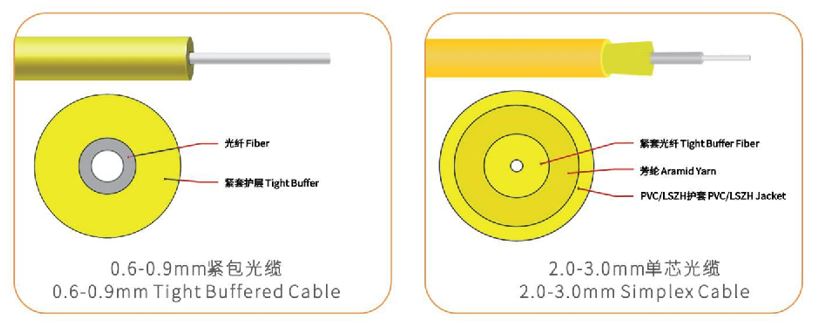 光纤 Fiber
紧套护层 Tight Buffer
0.6-0.9mm紧包光缆
0.6-0.9mm Tight Buffered Cable
紧套光纤 Tight Buffer Fiber
芳纶 Aramid Yarn
PVC/LSZH护套 PVC/LSZH Jacket
2.0-3.0mm单芯光缆
2.0-3.0mm Simplex Cable